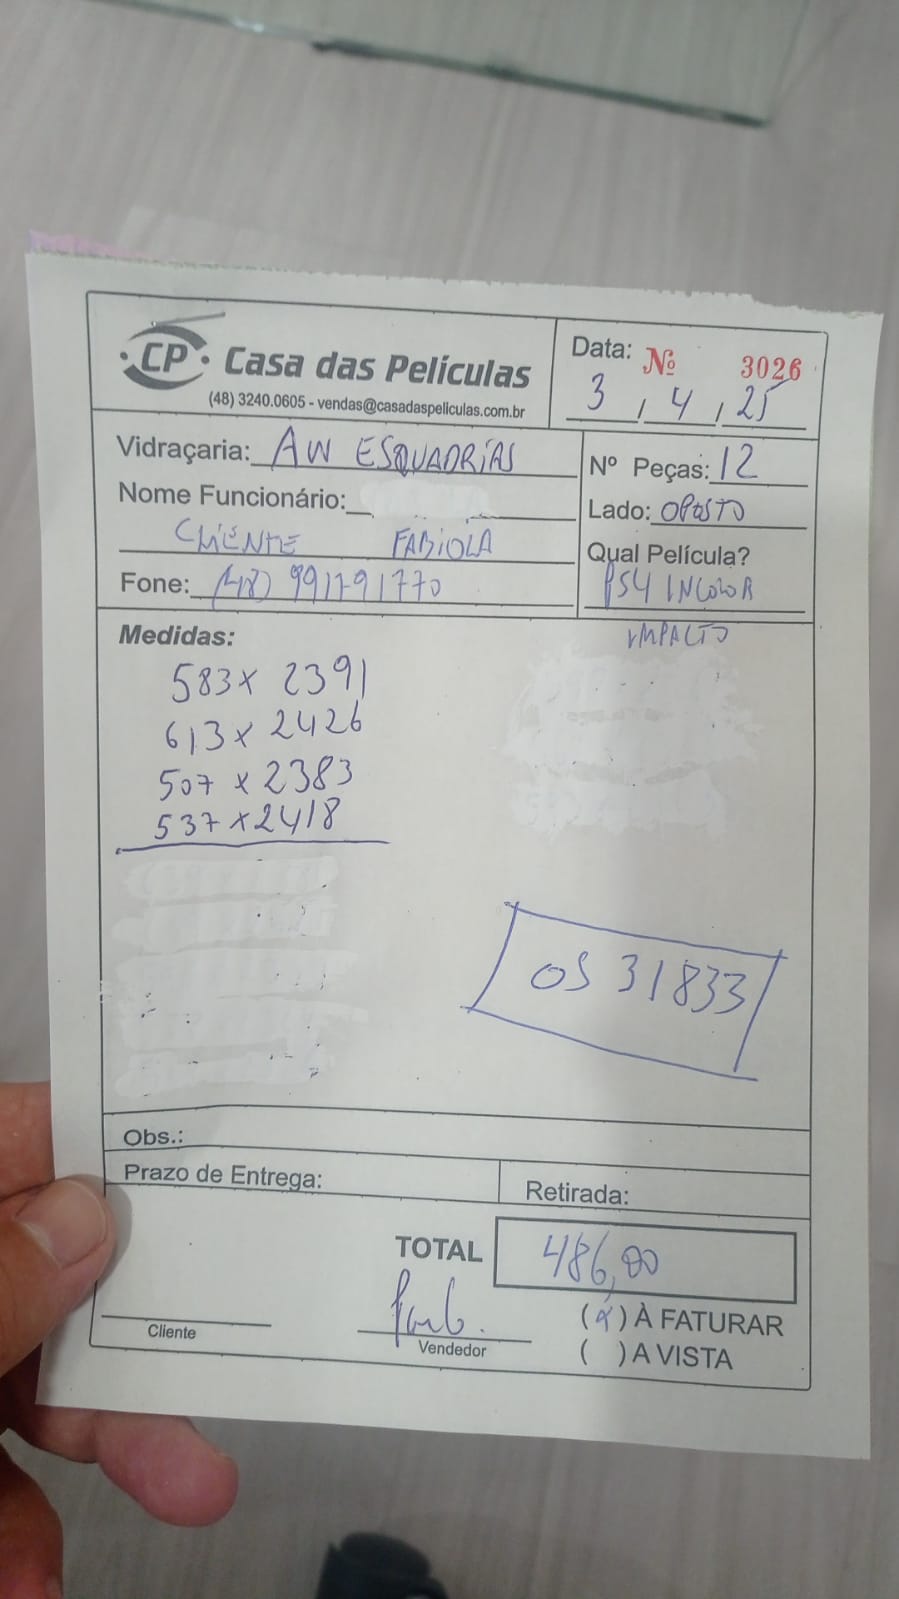 CP Casa das Películas
(48) 3240.0605 - vendas@casadaspeliculas.com.br
Data: Nº 3026
3 / 4 / 25
Vidraçaria: AW ESQUADRIAS
Nº Peças: 12
Nome Funcionário:
Lado: OPOSTO
CLIENTE FABIOLA
Qual Película?
Fone: (48) 991791770
PS4 INCOLOR
IMPACTO
Medidas:
583 x 2391
613 x 2426
507 x 2383
537 x 2418
OS 31833
Obs.:
Prazo de Entrega:
Retirada:
TOTAL 486,00
Cliente
Vendedor
(x) À FATURAR
( ) A VISTA